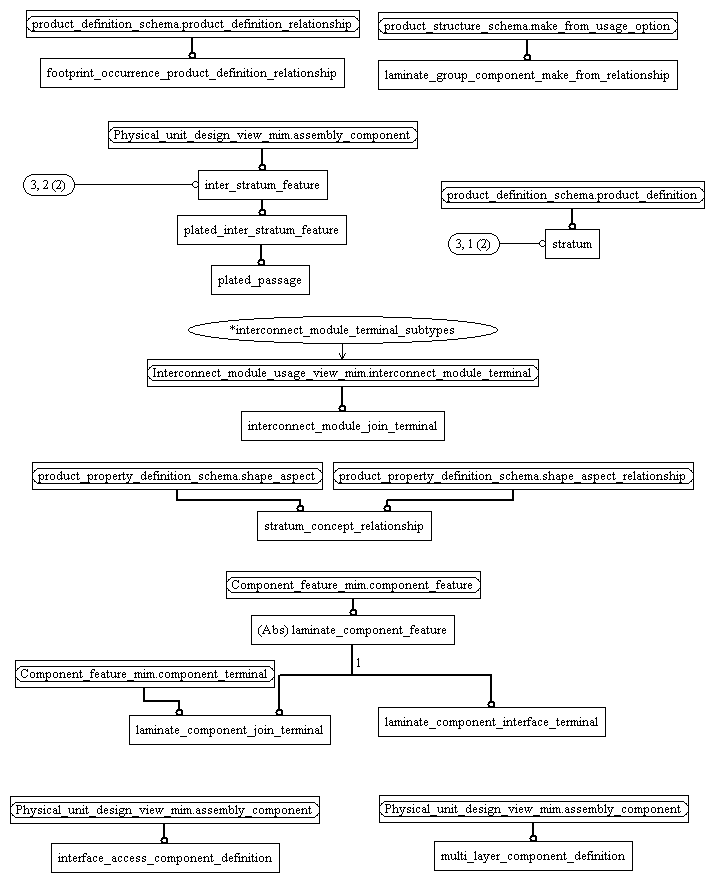 product_definition_schema.product_definition_relationship
product_structure_schema.make_from_usage_option
footprint_occurrence_product_definition_relationship
laminate_group_component_make_from_relationship
Physical_unit_design_view_mim.assembly_component
3, 2 (2)
inter_stratum_feature
product_definition_schema.product_definition
plated_inter_stratum_feature
3, 1 (2)
stratum
plated_passage
*interconnect_module_terminal_subtypes
Interconnect_module_usage_view_mim.interconnect_module_terminal
interconnect_module_join_terminal
product_property_definition_schema.shape_aspect
product_property_definition_schema.shape_aspect_relationship
stratum_concept_relationship
Component_feature_mim.component_feature
(Abs) laminate_component_feature
1
Component_feature_mim.component_terminal
laminate_component_join_terminal
laminate_component_interface_terminal
Physical_unit_design_view_mim.assembly_component
Physical_unit_design_view_mim.assembly_component
interface_access_component_definition
multi_layer_component_definition